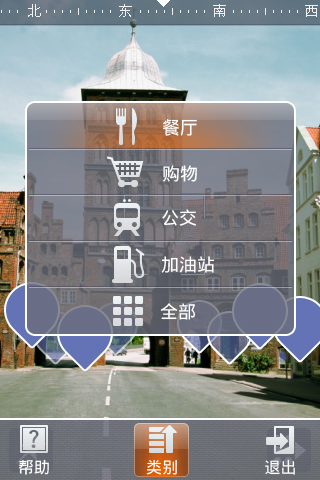 北 东 南 西
餐厅
购物
公交
加油站
全部
?
帮助 类别 退出